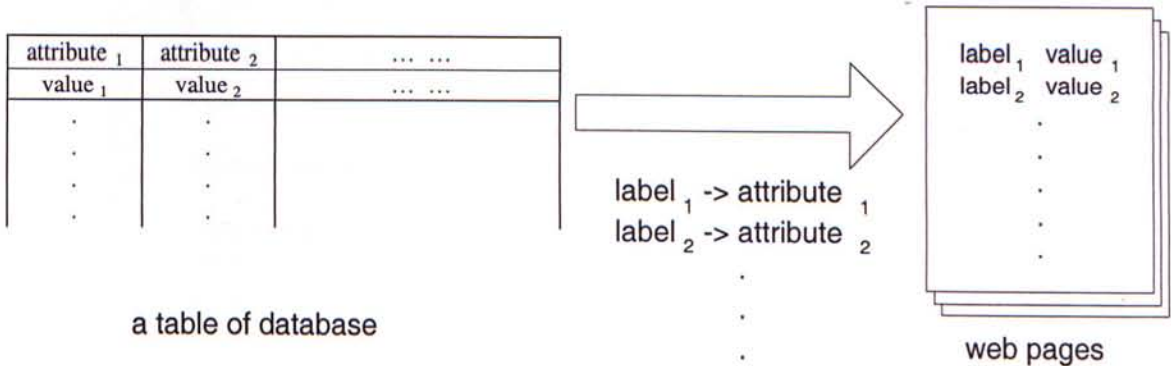 attribute 1 attribute 2 ... ...
value 1 value 2 ... ...
. .
. .
. .
. .
a table of database
label 1 -> attribute 1
label 2 -> attribute 2
.
.
.
label 1 value 1
label 2 value 2
.
.
.
.
.
web pages